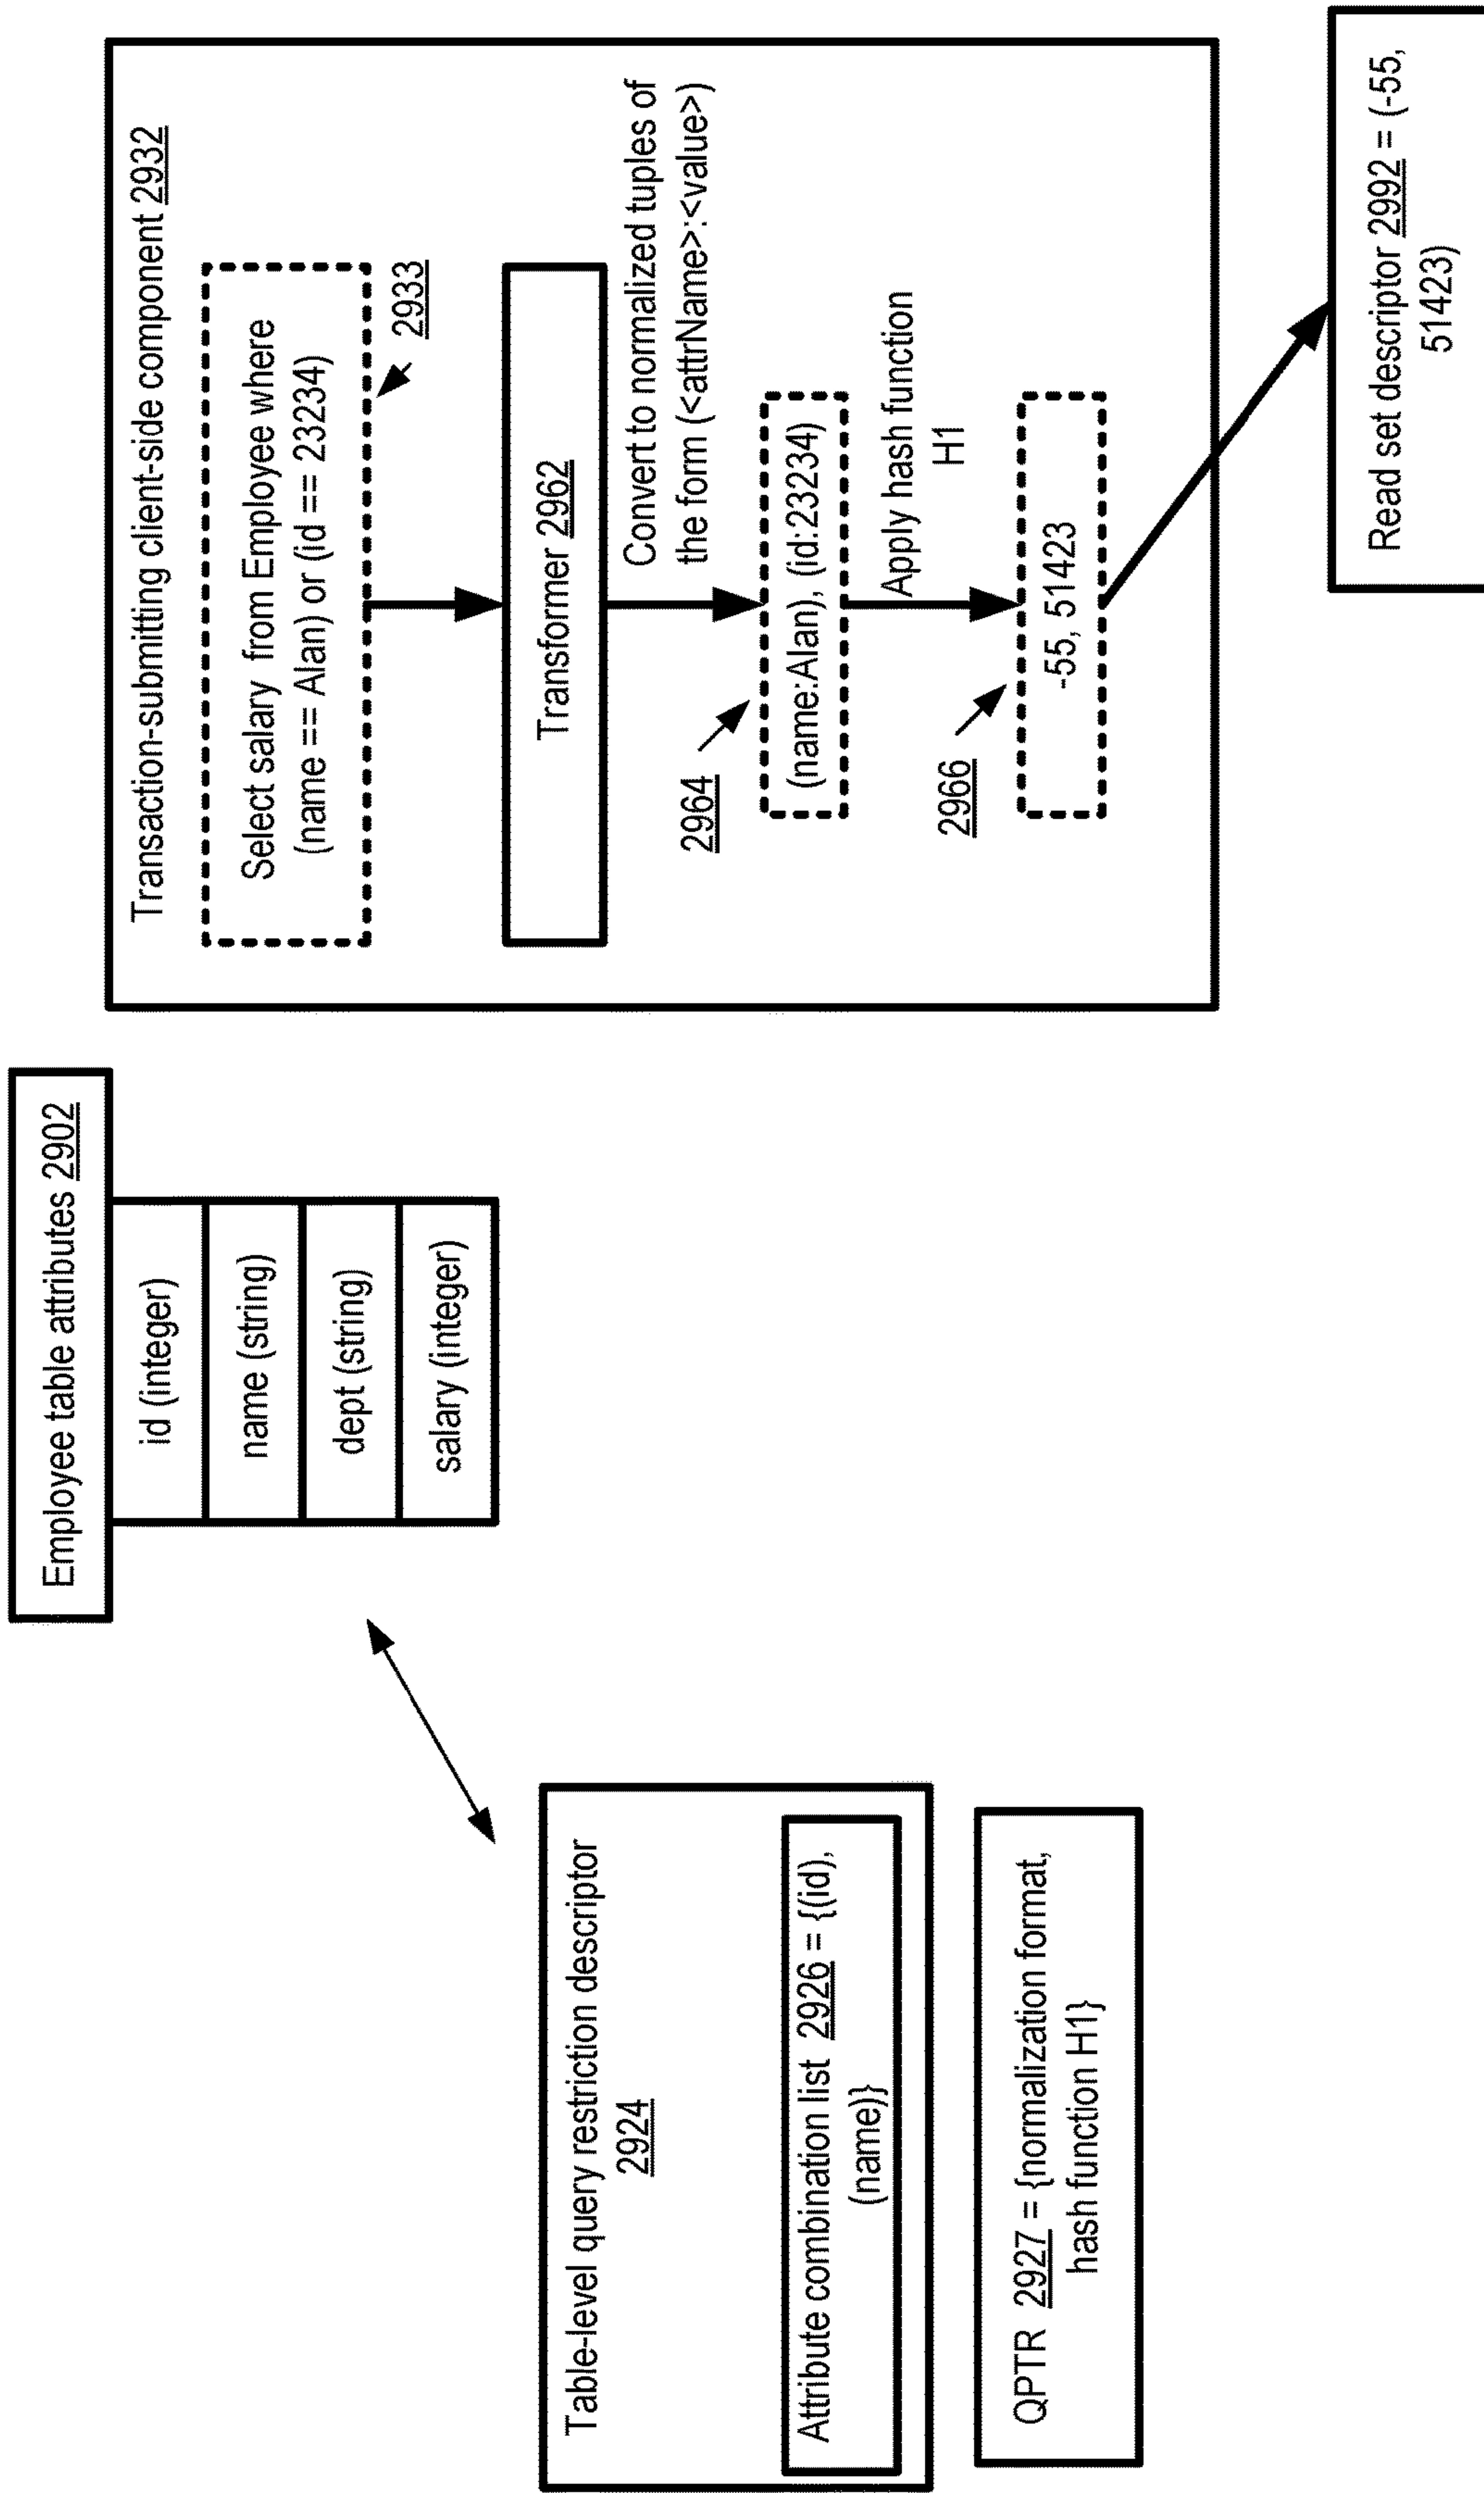 Employee table attributes 2902
id (integer)
name (string)
dept (string)
salary (integer)
Table-level query restriction descriptor
2924
Attribute combination list 2926 = {(id),
(name)}
QPTR 2927 = {normalization format,
hash function H1}
Transaction-submitting client-side component 2932
Select salary from Employee where
(name == Alan) or (id == 23234)
2933
Transformer 2962
Convert to normalized tuples of
the form (<attrName>:<value>)
2964
(name:Alan), (id:23234)
Apply hash function
H1
2966
-55, 51423
Read set descriptor 2992 = (-55,
51423)